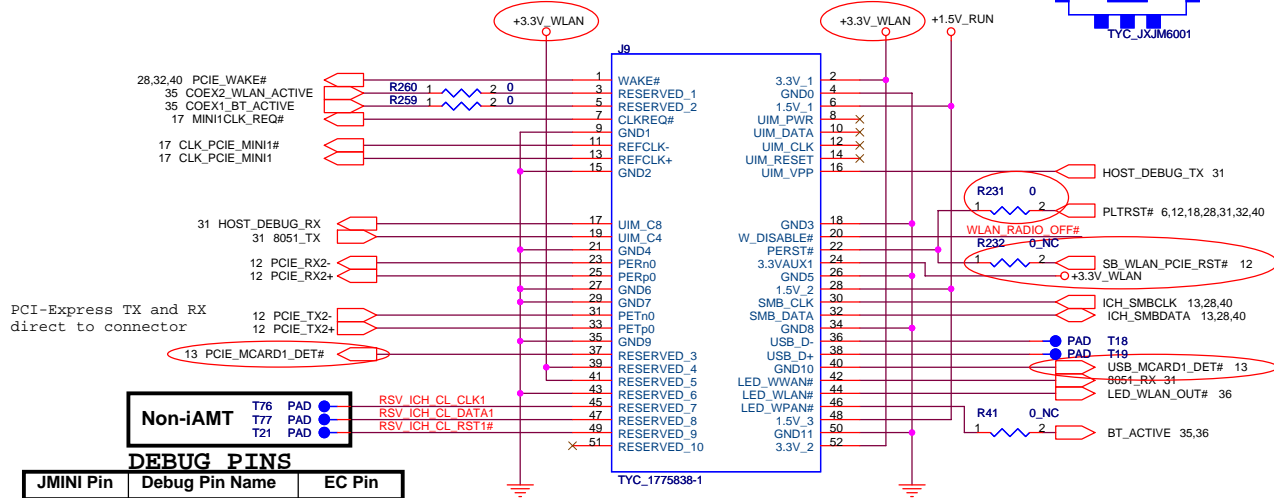 +3.3V_WLAN
+3.3V_WLAN
+1.5V_RUN
TYC_JXJM6001
J9
28,32,40 PCIE_WAKE# 1 WAKE# 3.3V_1 2
35 COEX2_WLAN_ACTIVE R260 1 2 0 3 RESERVED_1 GND0 4
35 COEX1_BT_ACTIVE R259 1 2 0 5 RESERVED_2 1.5V_1 6
17 MINI1CLK_REQ# 7 CLKREQ# UIM_PWR 8
9 GND1 UIM_DATA 10
17 CLK_PCIE_MINI1# 11 REFCLK- UIM_CLK 12
17 CLK_PCIE_MINI1 13 REFCLK+ UIM_RESET 14
15 GND2 UIM_VPP 16 HOST_DEBUG_TX 31
R231 0
1 2 PLTRST# 6,12,18,28,31,32,40
31 HOST_DEBUG_RX 17 UIM_C8 GND3 18
31 8051_TX 19 UIM_C4 W_DISABLE# 20 WLAN_RADIO_OFF#
21 GND4 PERST# 22
R232 0_NC
12 PCIE_RX2- 23 PERn0 3.3VAUX1 24 1 2 SB_WLAN_PCIE_RST# 12
12 PCIE_RX2+ 25 PERp0 GND5 26 +3.3V_WLAN
27 GND6 1.5V_2 28
29 GND7 SMB_CLK 30 ICH_SMBCLK 13,28,40
PCI-Express TX and RX
direct to connector
12 PCIE_TX2- 31 PETn0 SMB_DATA 32 ICH_SMBDATA 13,28,40
12 PCIE_TX2+ 33 PETp0 GND8 34
35 GND9 USB_D- 36 PAD T18
13 PCIE_MCARD1_DET# 37 RESERVED_3 USB_D+ 38 PAD T19
39 RESERVED_4 GND10 40 USB_MCARD1_DET# 13
41 RESERVED_5 LED_WWAN# 42 8051_RX 31
43 RESERVED_6 LED_WLAN# 44 LED_WLAN_OUT# 36
Non-iAMT
T76 PAD RSV_ICH_CL_CLK1 45 RESERVED_7 LED_WPAN# 46
T77 PAD RSV_ICH_CL_DATA1 47 RESERVED_8 1.5V_3 48
R41 0_NC
T21 PAD RSV_ICH_CL_RST1# 49 RESERVED_9 GND11 50 1 2 BT_ACTIVE 35,36
51 RESERVED_10 3.3V_2 52
TYC_1775838-1
DEBUG PINS
JMINI Pin Debug Pin Name EC Pin